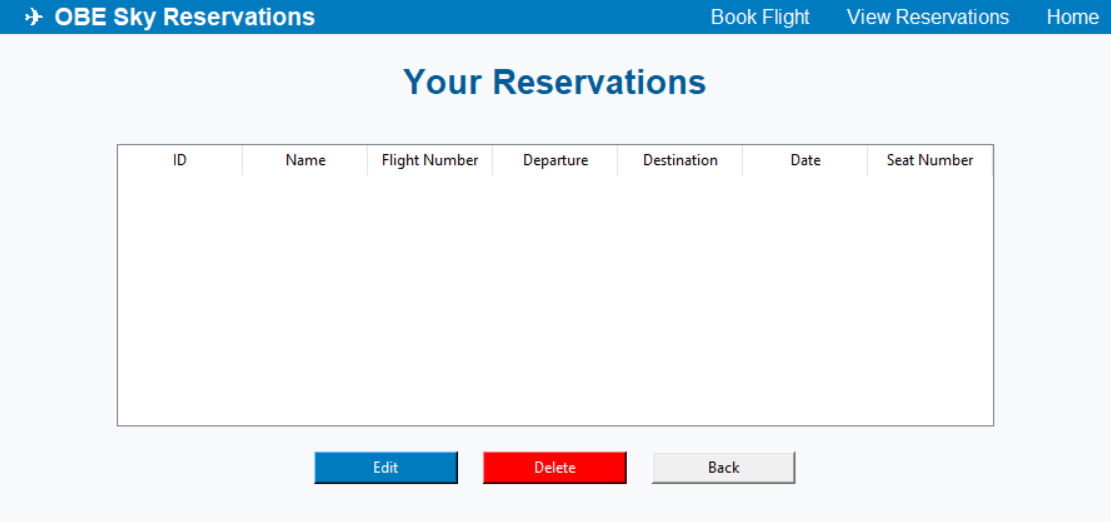 ✈ OBE Sky Reservations Book Flight View Reservations Home
Your Reservations
ID Name Flight Number Departure Destination Date Seat Number
Edit Delete Back